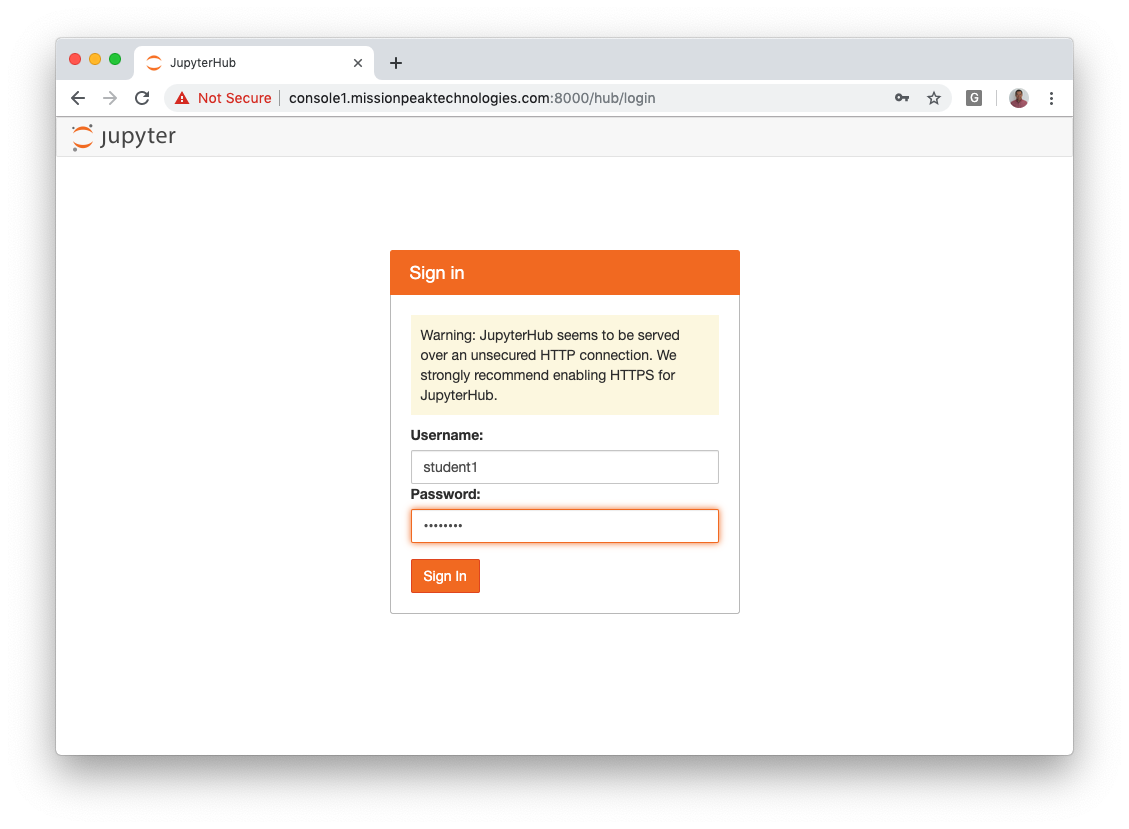 JupyterHub
Not Secure
console1.missionpeaktechnologies.com:8000/hub/login
G
jupyter
Sign in
Warning: JupyterHub seems to be served
over an unsecured HTTP connection. We
strongly recommend enabling HTTPS for
JupyterHub.
Username:
student1
Password:
••••••••
Sign In